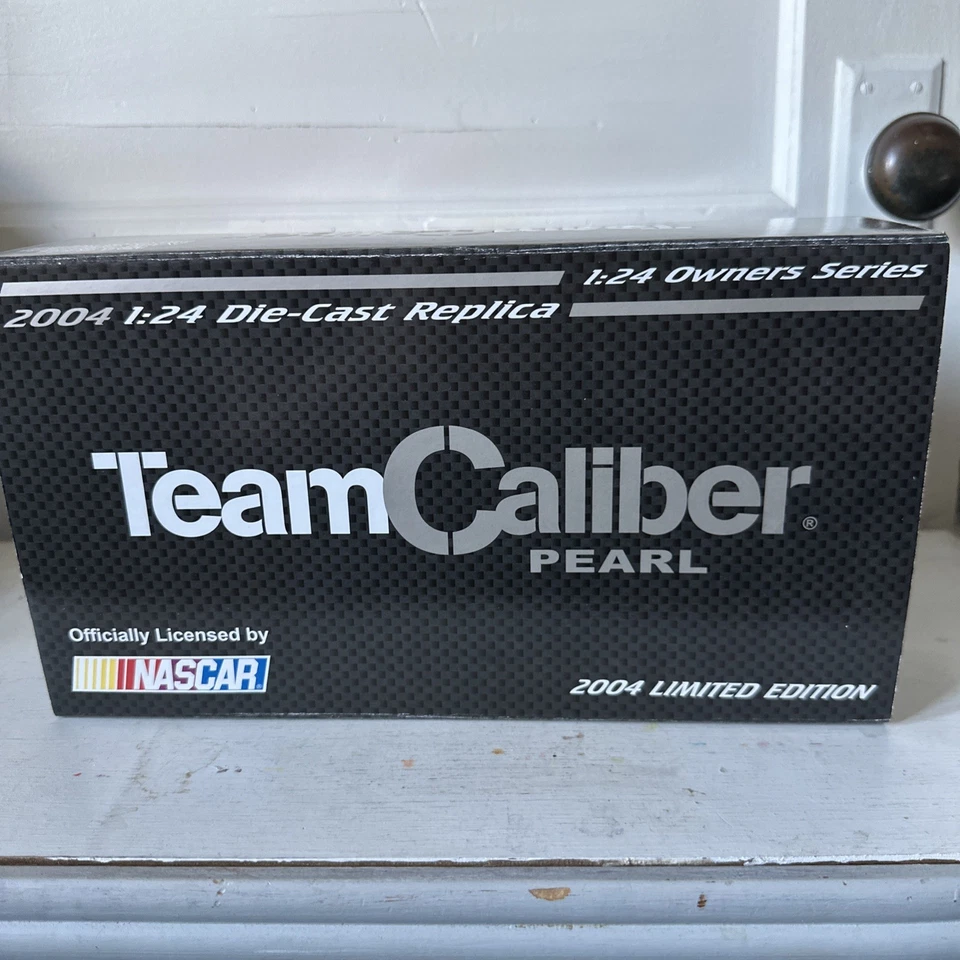 1:24 Owners Series
2004 1:24 Die-Cast Replica
TeamCaliber®
PEARL
Officially Licensed by
NASCAR
2004 LIMITED EDITION